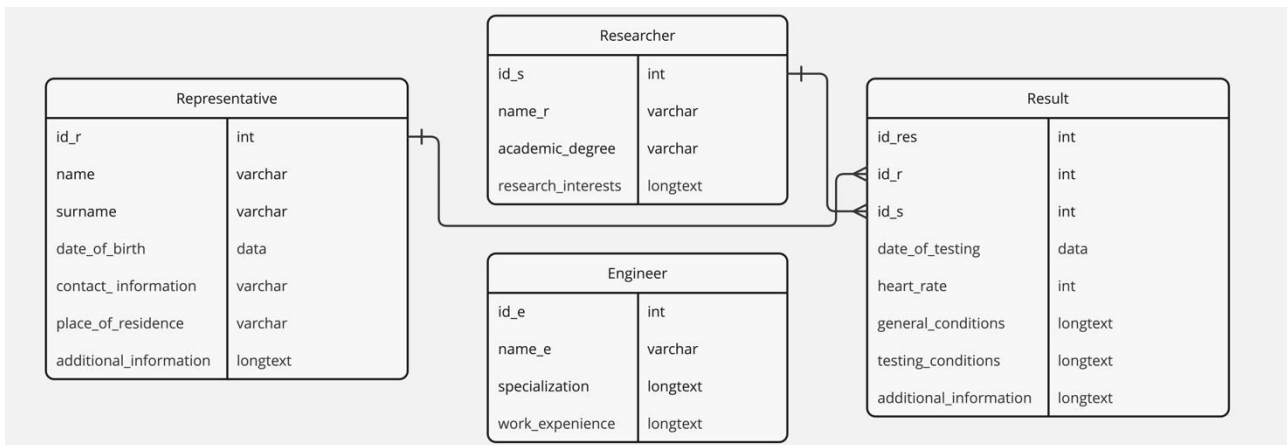 Representative
id_r int
name varchar
surname varchar
date_of_birth data
contact_ information varchar
place_of_residence varchar
additional_information longtext
Researcher
id_s int
name_r varchar
academic_degree varchar
research_interests longtext
Engineer
id_e int
name_e varchar
specialization longtext
work_expenience longtext
Result
id_res int
id_r int
id_s int
date_of_testing data
heart_rate int
general_conditions longtext
testing_conditions longtext
additional_information longtext